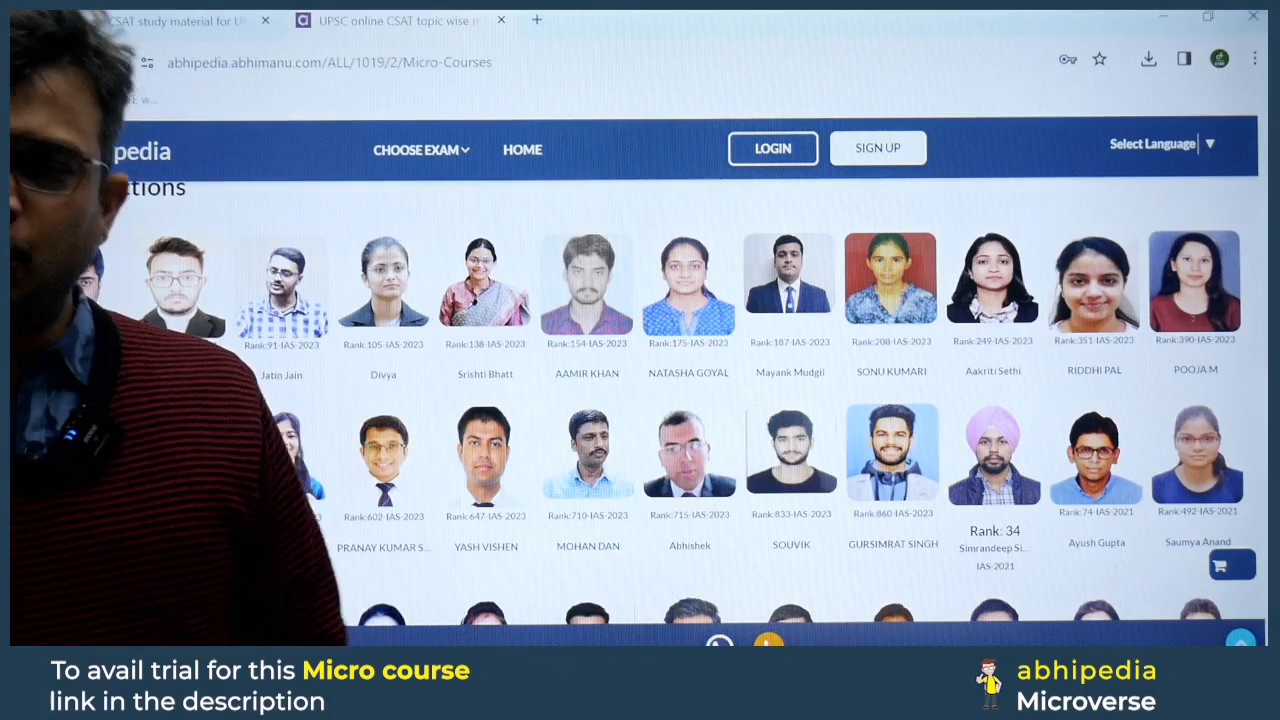 CSAT study material for U
UPSC online CSAT topic wise
abhipedia.abhimanu.com/ALL/1019/2/Micro-Courses
E w...
pedia
CHOOSE EXAM
HOME
LOGIN
SIGN UP
Select Language
ctions
Rank:91-IAS-2023
Rank:105-IAS-2023
Rank:138-IAS-2023
Rank:154-IAS-2023
Rank:175-IAS-2023
Rank:187-IAS-2023
Rank:208-IAS-2023
Rank:249-IAS-2023
Rank:351-IAS-2023
Rank:390-IAS-2023
Jatin Jain
Divya
Srishti Bhatt
AAMIR KHAN
NATASHA GOYAL
Mayank Mudgil
SONU KUMARI
Aakriti Sethi
RIDDHI PAL
POOJA M
Rank:602-IAS-2023
Rank:647-IAS-2023
Rank:710-IAS-2023
Rank:715-IAS-2023
Rank:833-IAS-2023
Rank:860-IAS-2023
Rank: 34
Rank:74-IAS-2021
Rank:492-IAS-2021
PRANAY KUMAR S...
YASH VISHEN
MOHAN DAN
Abhishek
SOUVIK
GURSIMRAT SINGH
Simrandeep Si...
Ayush Gupta
Saumya Anand
IAS-2021
To avail trial for this Micro course
link in the description
abhipedia
Microverse